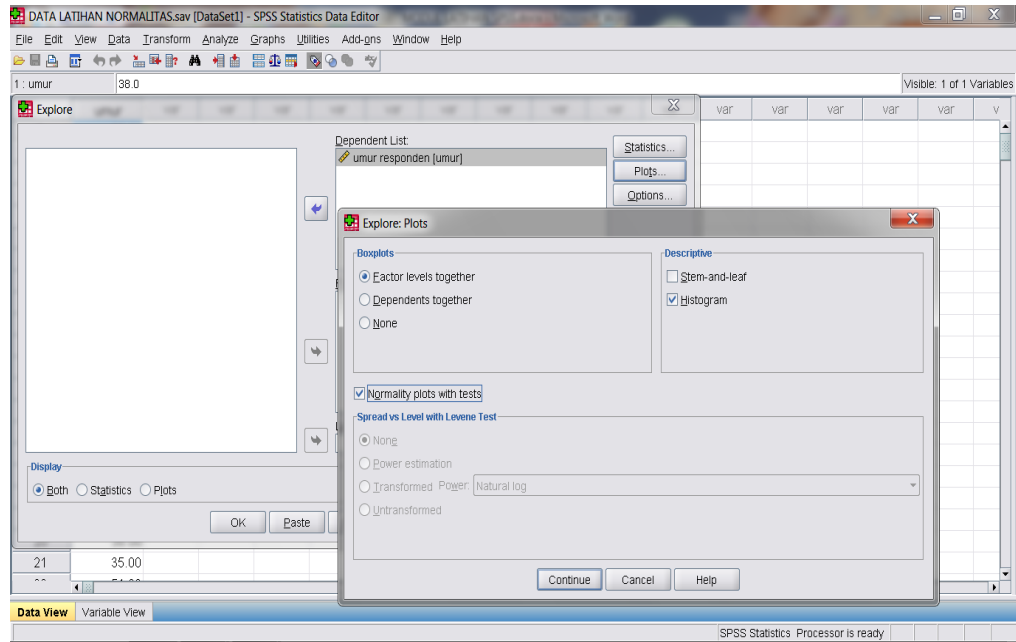 DATA LATIHAN NORMALITAS.sav [DataSet1] - SPSS Statistics Data Editor
File Edit View Data Transform Analyze Graphs Utilities Add-ons Window Help
1 : umur 38.0 Visible: 1 of 1 Variables
Explore
var var var var var v
Dependent List:
umur responden [umur]
Statistics...
Plots...
Options...
Explore: Plots
Boxplots
Factor levels together
Dependents together
None
Descriptive
Stem-and-leaf
Histogram
Normality plots with tests
Spread vs Level with Levene Test
None
Power estimation
Transformed Power: Natural log
Untransformed
Continue Cancel Help
Display
Both Statistics Plots
OK Paste
21 35.00
Data View Variable View
SPSS Statistics Processor is ready